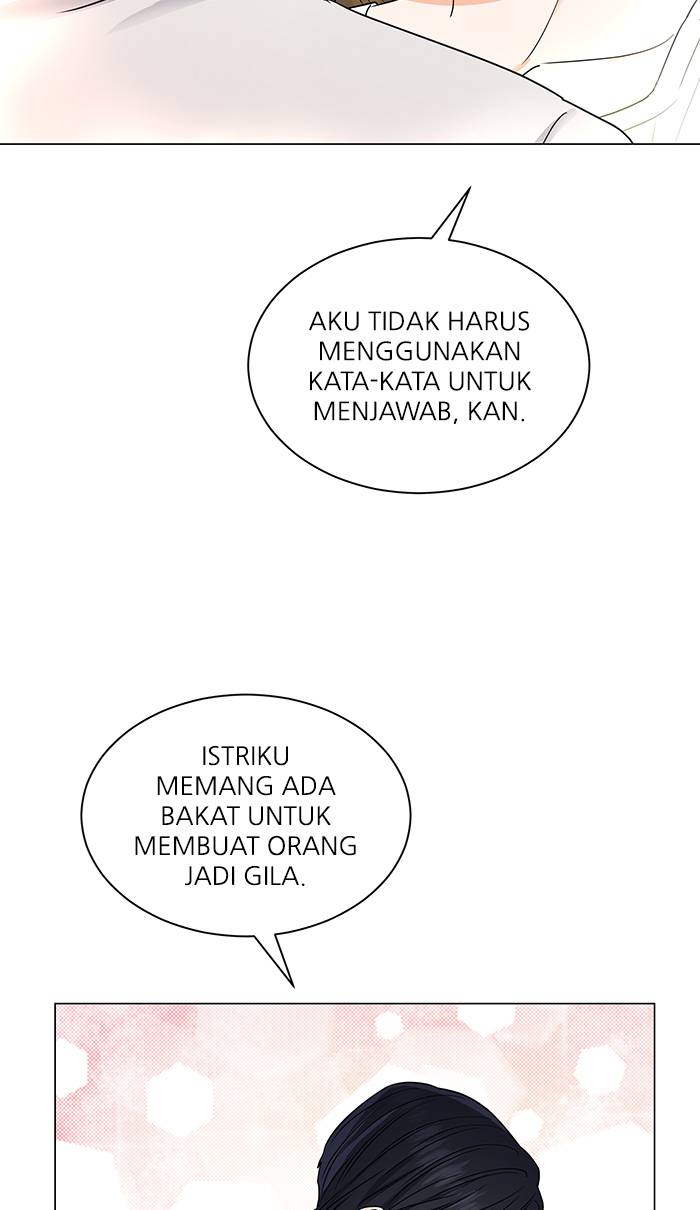 AKU TIDAK HARUS
MENGGUNAKAN
KATA-KATA UNTUK
MENJAWAB, KAN.
ISTRIKU
MEMANG ADA
BAKAT UNTUK
MEMBUAT ORANG
JADI GILA.